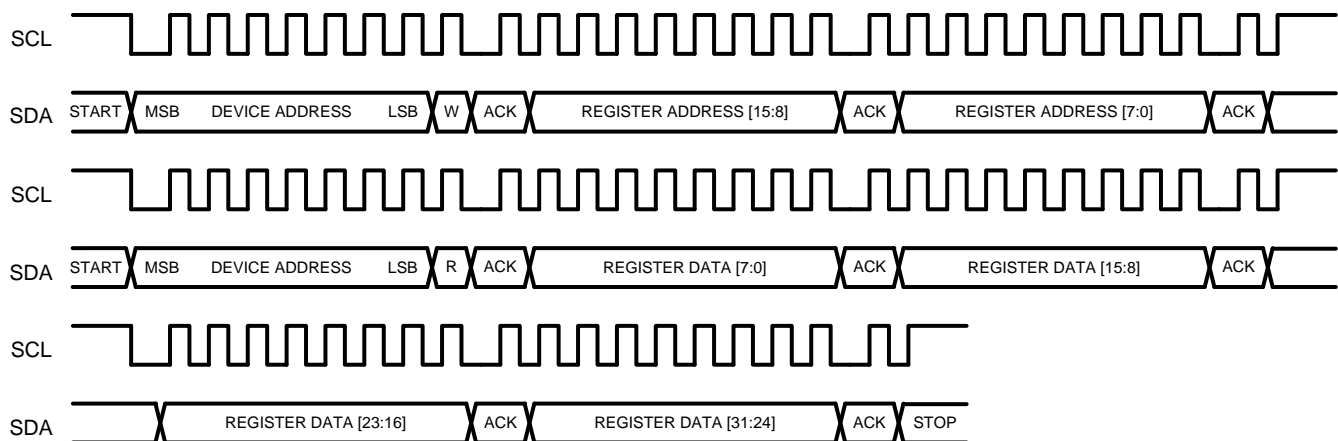 SCL
SDA START MSB DEVICE ADDRESS LSB W ACK REGISTER ADDRESS [15:8] ACK REGISTER ADDRESS [7:0] ACK
SCL
SDA START MSB DEVICE ADDRESS LSB R ACK REGISTER DATA [7:0] ACK REGISTER DATA [15:8] ACK
SCL
SDA REGISTER DATA [23:16] ACK REGISTER DATA [31:24] ACK STOP